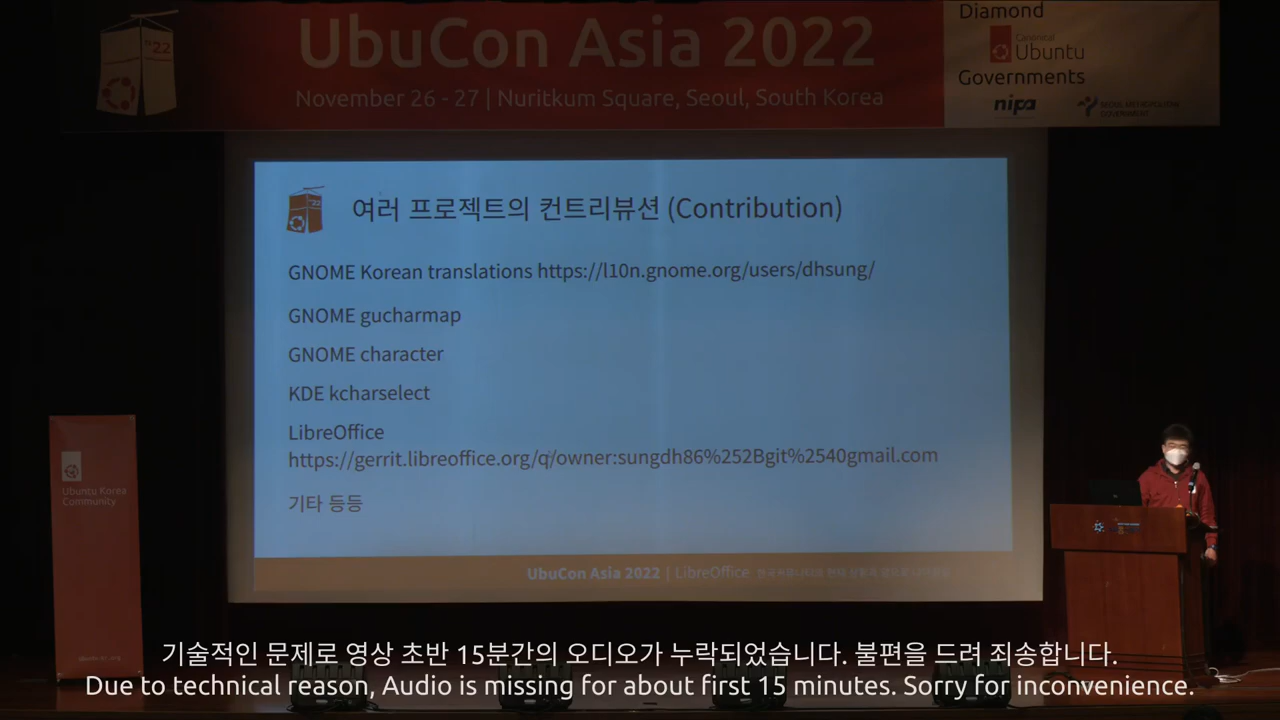 22
UbuCon Asia 2022
November 26 - 27 | Nuritkum Square, Seoul, South Korea
Diamond
Canonical
Ubuntu
Governments
nipa
22
여러 프로젝트의 컨트리뷰션 (Contribution)
GNOME Korean translations https://l10n.gnome.org/users/dhsung/
GNOME gucharmap
GNOME character
KDE kcharselect
LibreOffice
https://gerrit.libreoffice.org/q/owner:sungdh86%252Bgit%2540gmail.com
기타 등등
UbuCon Asia 2022 | LibreOffice
Ubuntu Korea
Community
기술적인 문제로 영상 초반 15분간의 오디오가 누락되었습니다. 불편을 드려 죄송합니다.
Due to technical reason, Audio is missing for about first 15 minutes. Sorry for inconvenience.